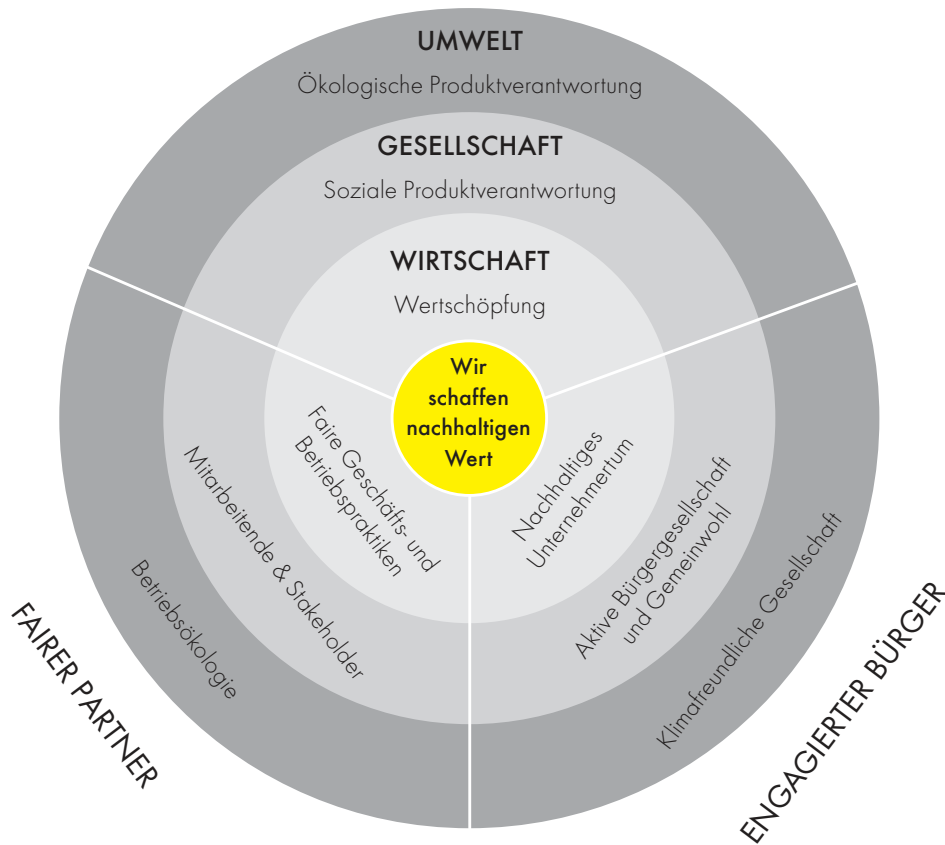 UMWELT
Ökologische Produktverantwortung
GESELLSCHAFT
Soziale Produktverantwortung
WIRTSCHAFT
Wertschöpfung
Wir
schaffen
nachhaltigen
Wert
Faire Geschäfts- und
Betriebspraktiken
Mitarbeitende & Stakeholder
Betriebsökologie
FAIRER PARTNER
Nachhaltiges
Unternehmertum
Aktive Bürgergesellschaft
und Gemeinwohl
Klimafreundliche Gesellschaft
ENGAGIERTER BÜRGER